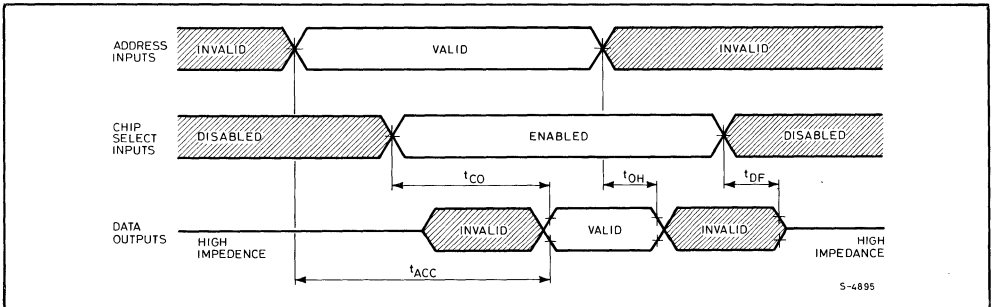 ADDRESS
INPUTS
INVALID
VALID
INVALID
CHIP
SELECT
INPUTS
DISABLED
ENABLED
DISABLED
tCO
tOH
tDF
DATA
OUTPUTS
HIGH
IMPEDENCE
INVALID
VALID
INVALID
HIGH
IMPEDANCE
tACC
S-4895